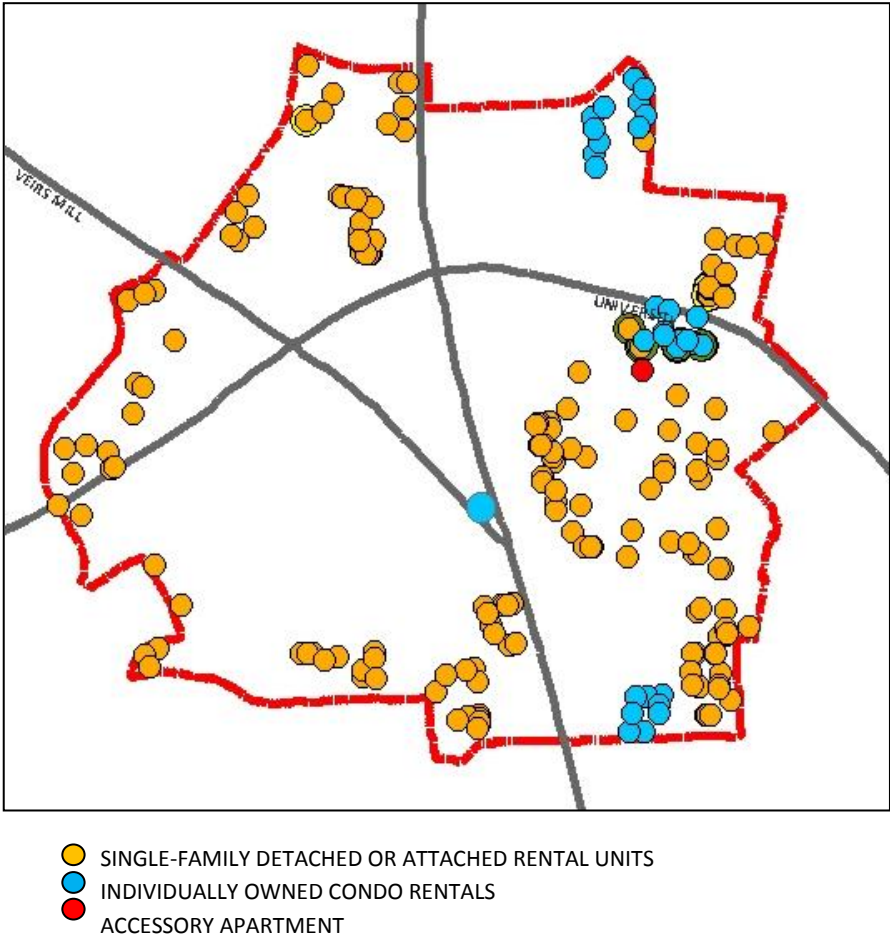 VEIRS MILL
UNIVERSI
SINGLE-FAMILY DETACHED OR ATTACHED RENTAL UNITS
INDIVIDUALLY OWNED CONDO RENTALS
ACCESSORY APARTMENT